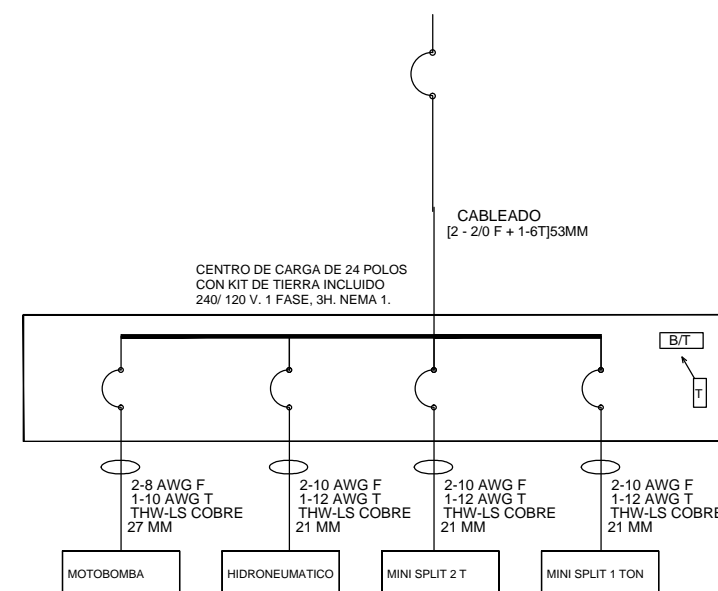 CABLEADO
[2 - 2/0 F + 1-6T]53MM
CENTRO DE CARGA DE 24 POLOS
CON KIT DE TIERRA INCLUIDO
240/ 120 V. 1 FASE, 3H. NEMA 1.
B/T
T
2-8 AWG F
1-10 AWG T
THW-LS COBRE
27 MM
2-10 AWG F
1-12 AWG T
THW-LS COBRE
21 MM
2-10 AWG F
1-12 AWG T
THW-LS COBRE
21 MM
2-10 AWG F
1-12 AWG T
THW-LS COBRE
21 MM
MOTOBOMBA
HIDRONEUMATICO
MINI SPLIT 2 T
MINI SPLIT 1 TON